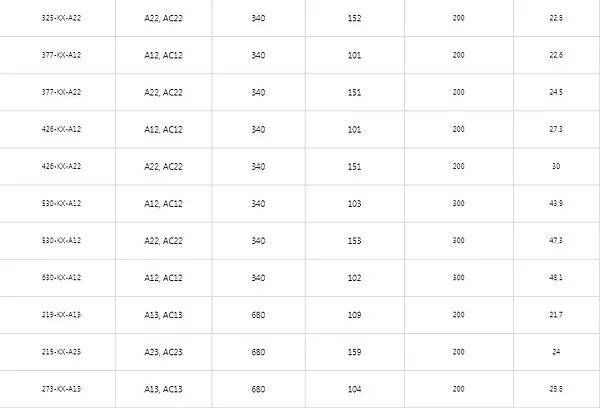 325-KX-A22 A22, AC22 340 152 200 22.8
377-KX-A12 A12, AC12 340 101 200 22.6
377-KX-A22 A22, AC22 340 151 200 24.5
426-KX-A12 A12, AC12 340 101 200 27.3
426-KX-A22 A22, AC22 340 151 200 30
530-KX-A12 A12, AC12 340 103 300 43.9
530-KX-A12 A22, AC22 340 153 300 47.3
630-KX-A12 A12, AC12 340 102 300 48.1
219-KX-A13 A13, AC13 680 109 200 21.7
219-KX-A23 A23, AC23 680 159 200 24
273-KX-A13 A13, AC13 680 104 200 25.8